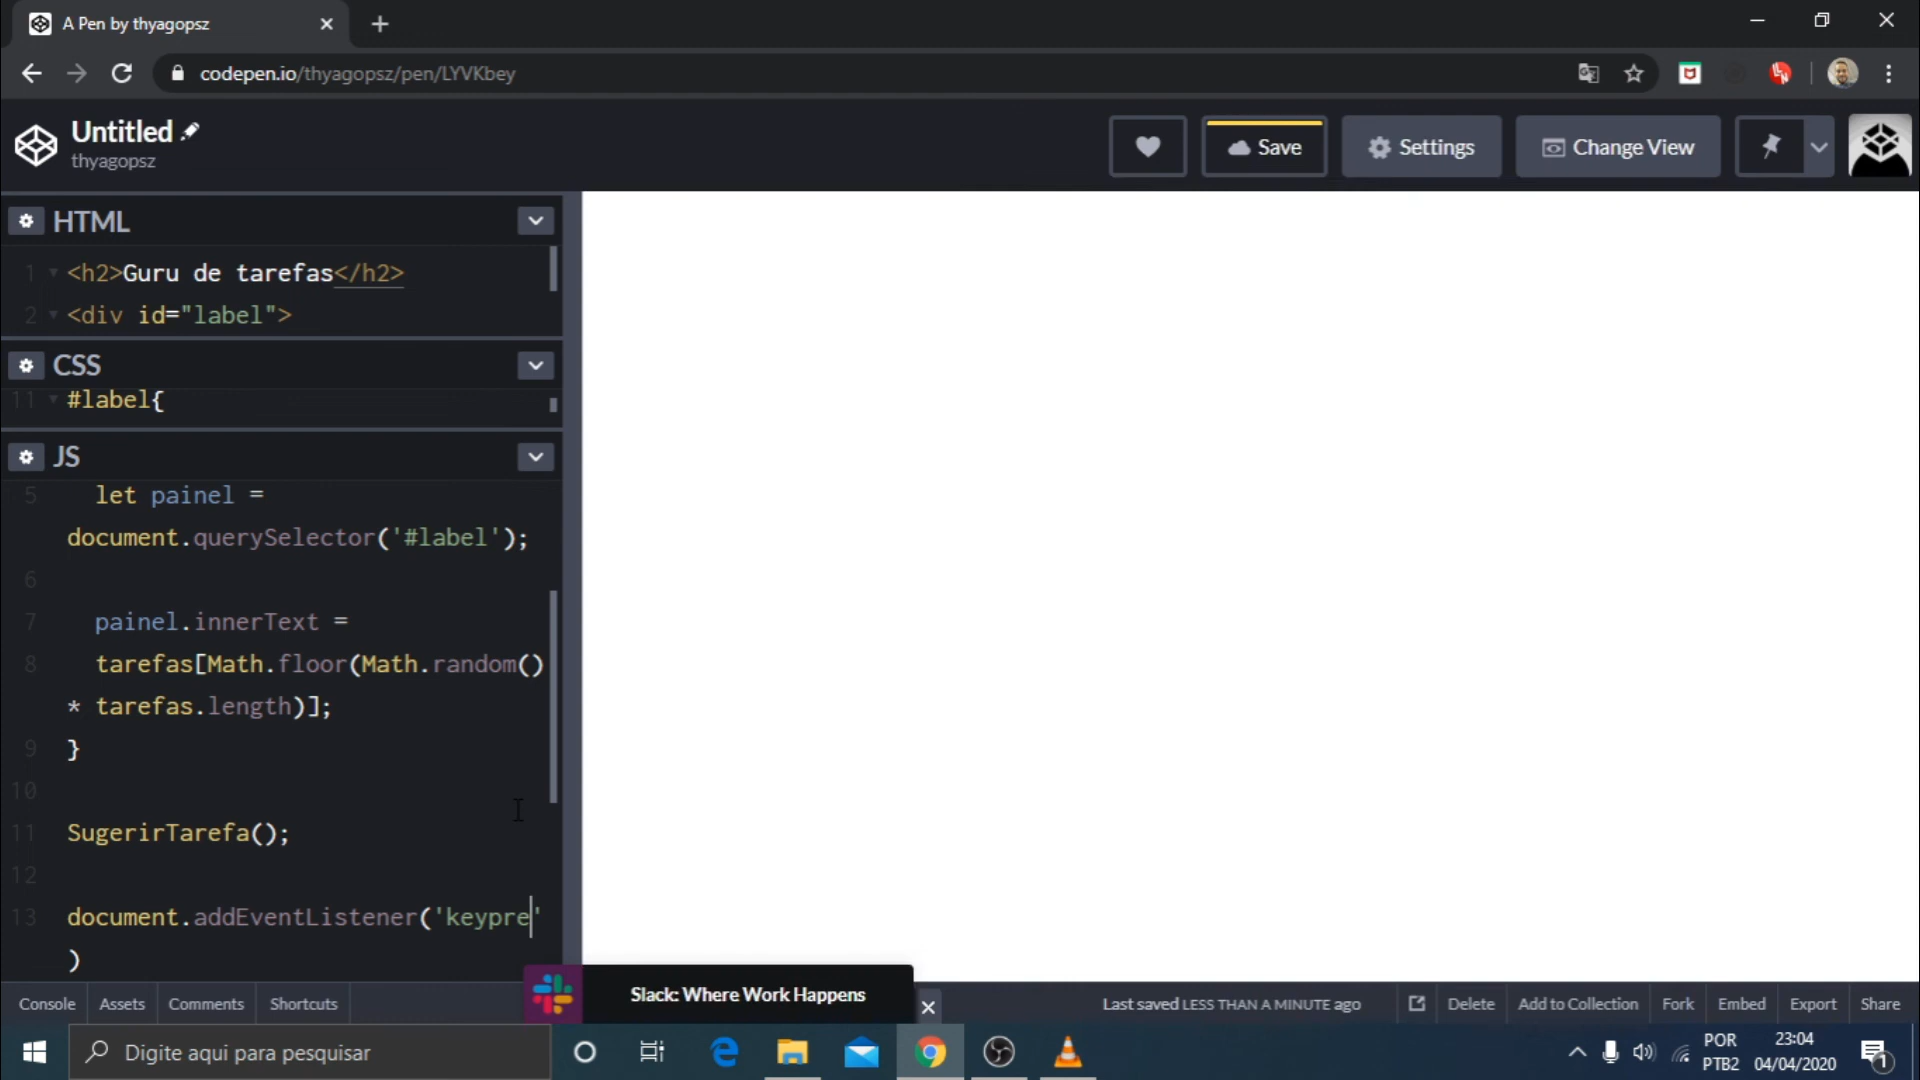 A Pen by thyagopsz
codepen.io/thyagopsz/pen/LYVKbey
Untitled
thyagopsz
Save
Settings
Change View
HTML
1 <h2>Guru de tarefas</h2>
2 <div id="label">
CSS
11 #label{
JS
5 let painel =
document.querySelector('#label');
6
7 painel.innerText =
8 tarefas[Math.floor(Math.random()
* tarefas.length)];
9 }
10
11 SugerirTarefa();
12
13 document.addEventListener('keypre'
)
Slack: Where Work Happens
Console Assets Comments Shortcuts
Last saved LESS THAN A MINUTE ago
Delete Add to Collection Fork Embed Export Share
Digite aqui para pesquisar
POR
PTB2
23:04
04/04/2020
1